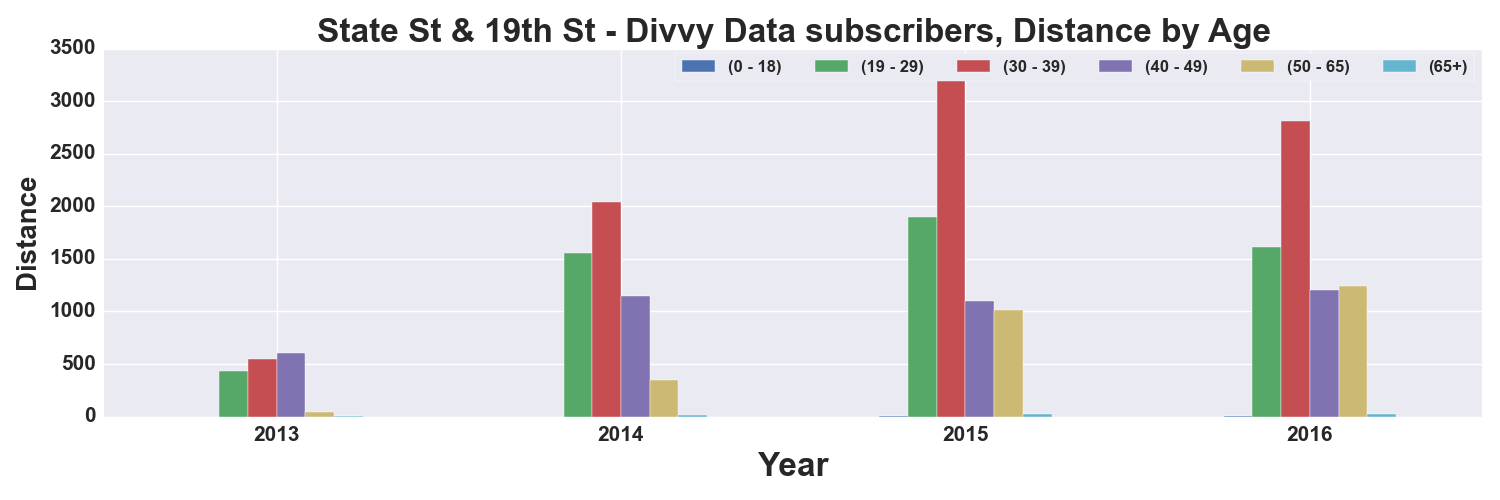 State St & 19th St - Divvy Data subscribers, Distance by Age
(0 - 18) (19 - 29) (30 - 39) (40 - 49) (50 - 65) (65+)
3500
3000
2500
2000
1500
1000
500
0
Distance
2013 2014 2015 2016
Year